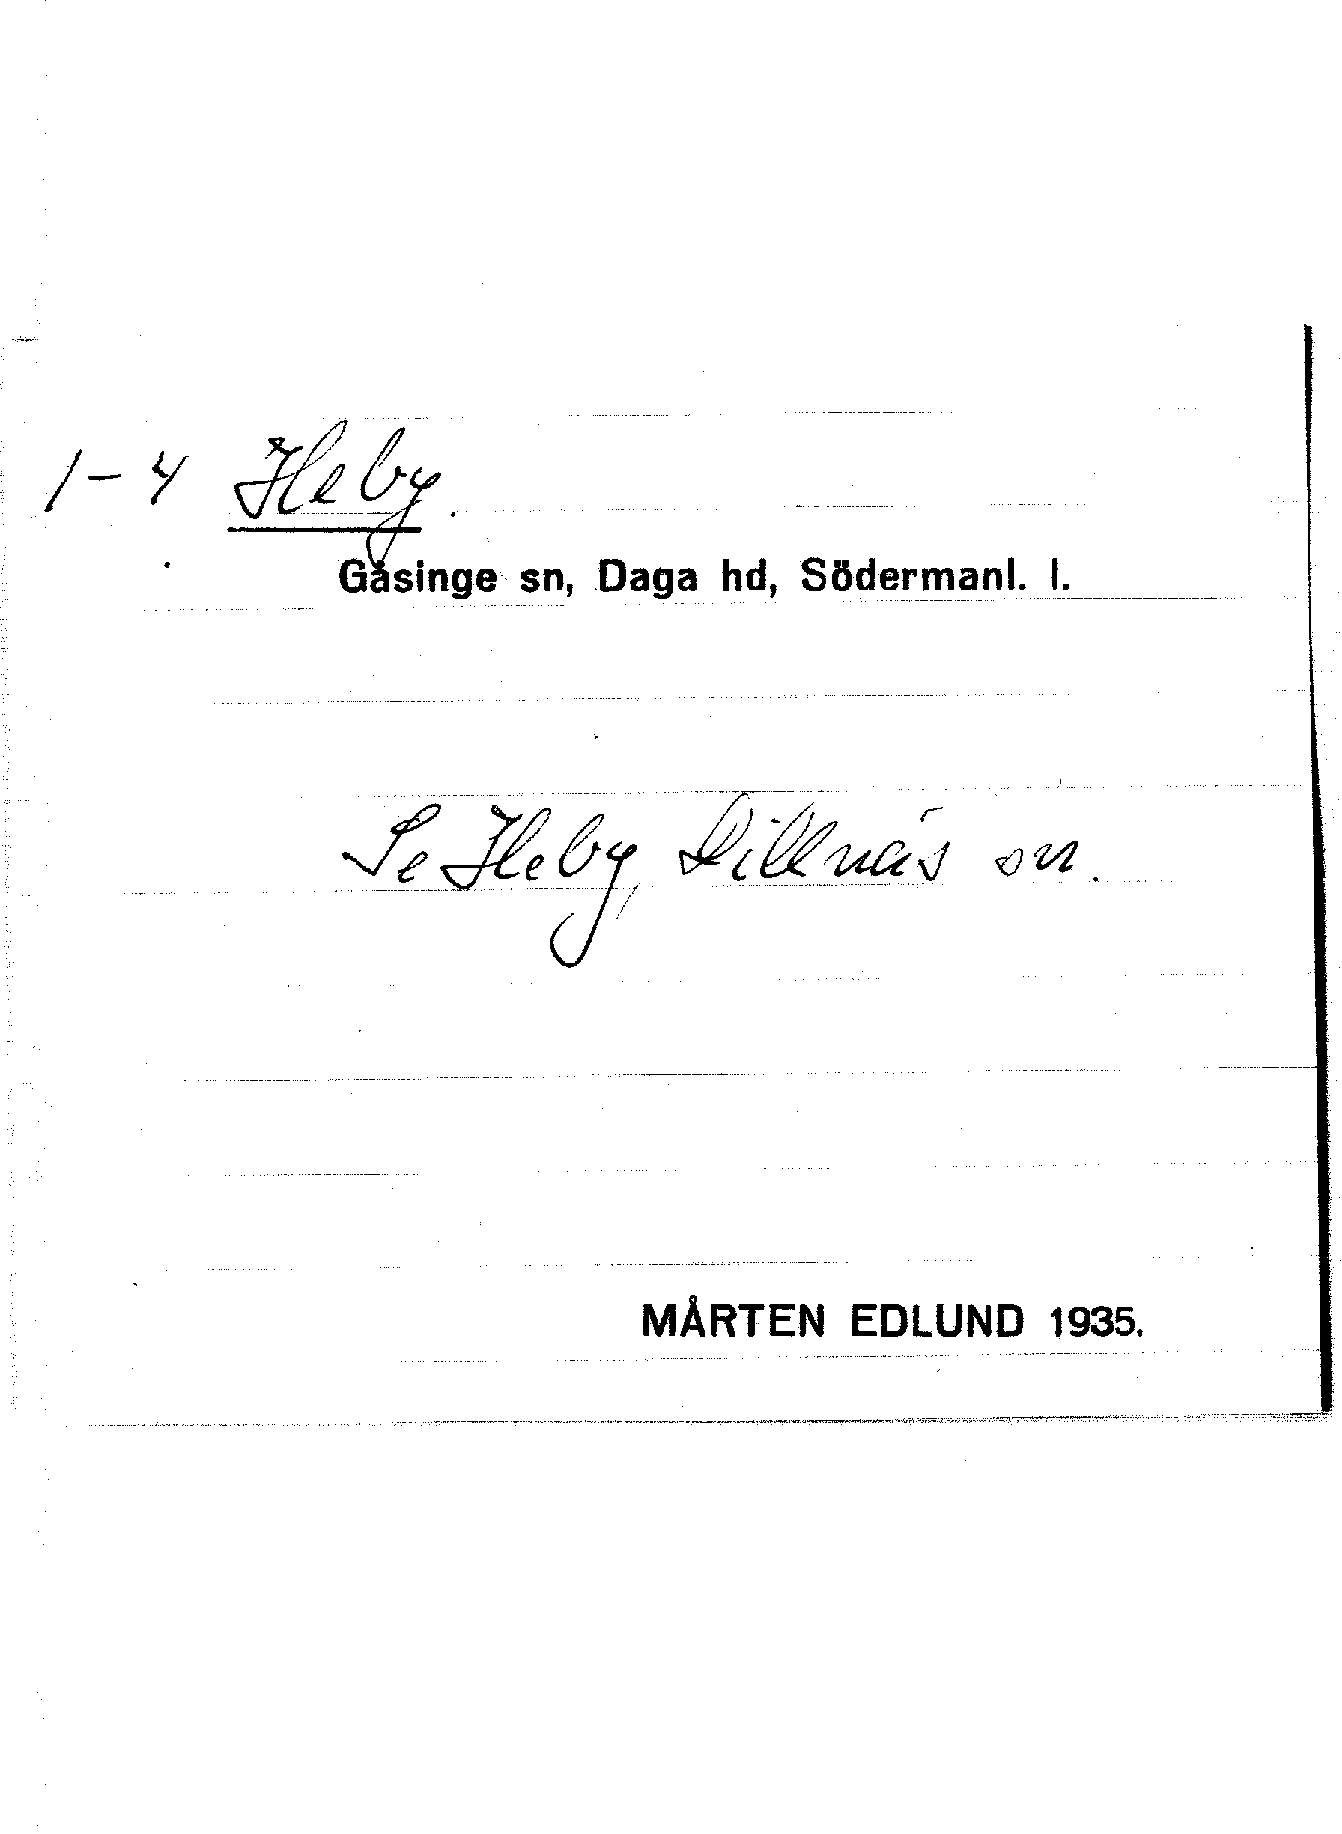 1-4 Heby.
Gåsinge sn, Daga hd, Södermanl. l.
Se Heby, Dillnäs sn.
MÅRTEN EDLUND 1935.